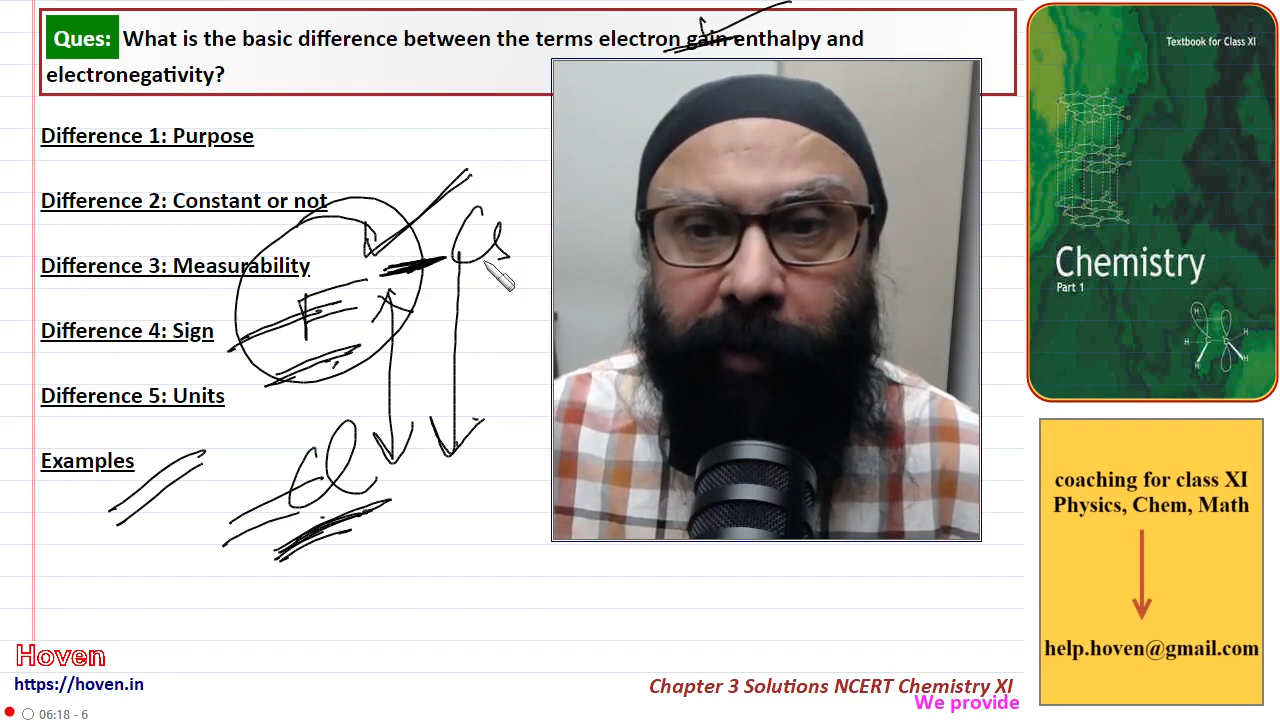 Ques: What is the basic difference between the terms electron gain enthalpy and
electronegativity?
Difference 1: Purpose
Difference 2: Constant or not
Difference 3: Measurability
Difference 4: Sign
Difference 5: Units
Examples
F
Cl
Textbook for Class XI
Chemistry
Part 1
coaching for class XI
Physics, Chem, Math
help.hoven@gmail.com
Hoven
https://hoven.in
Chapter 3 Solutions NCERT Chemistry XI
We provide
06:18 - 6